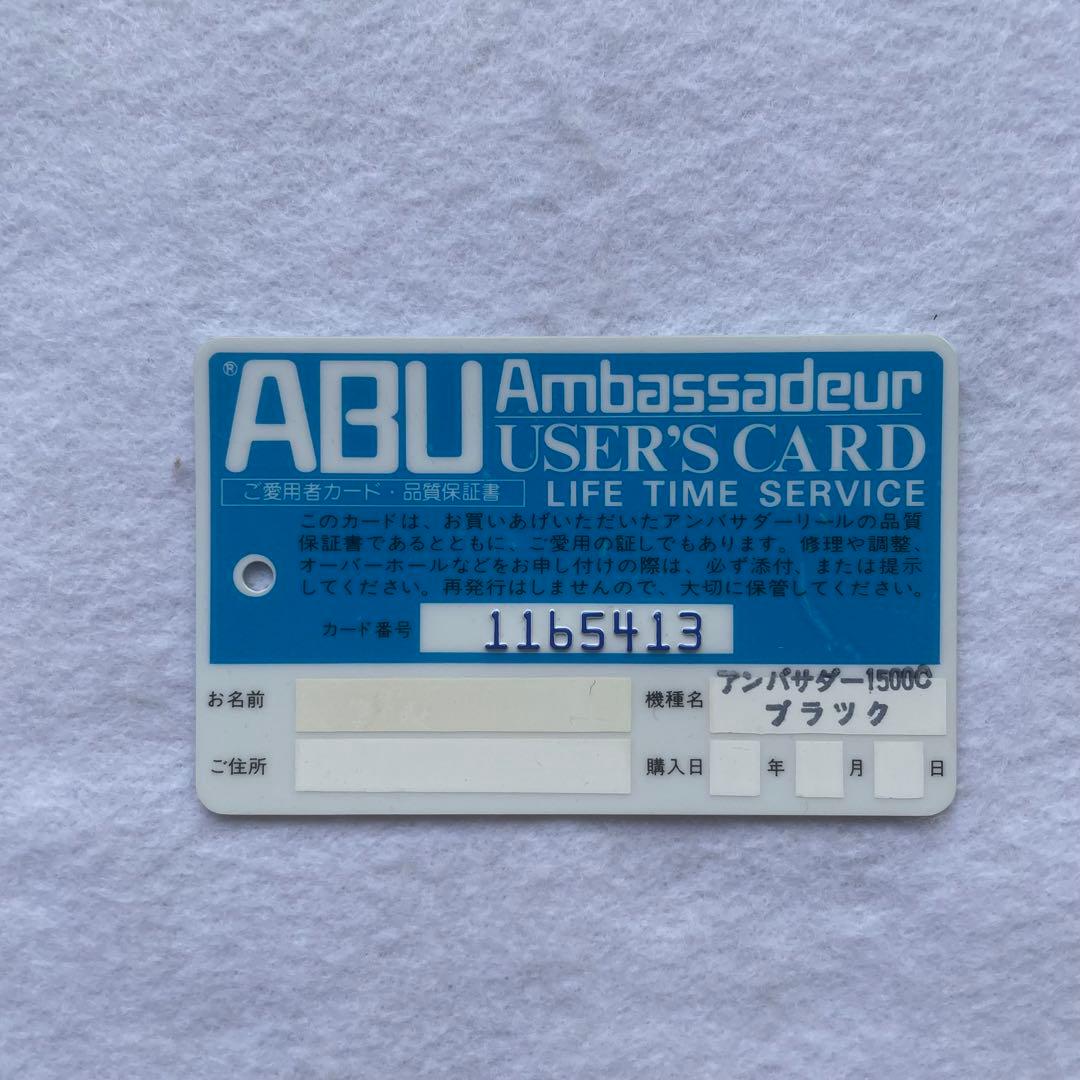 ® ABU Ambassadeur
USER'S CARD
ご愛用者カード・品質保証書 LIFE TIME SERVICE
このカードは、お買いあげいただいたアンバサダーリールの品質
保証書であるとともに、ご愛用の証しでもあります。修理や調整、
オーバーホールなどをお申し付けの際は、必ず添付、または提示
してください。再発行はしませんので、大切に保管してください。
カード番号 1165413
お名前 機種名 アンバサダー1500C
ブラック
ご住所 購入日 年 月 日